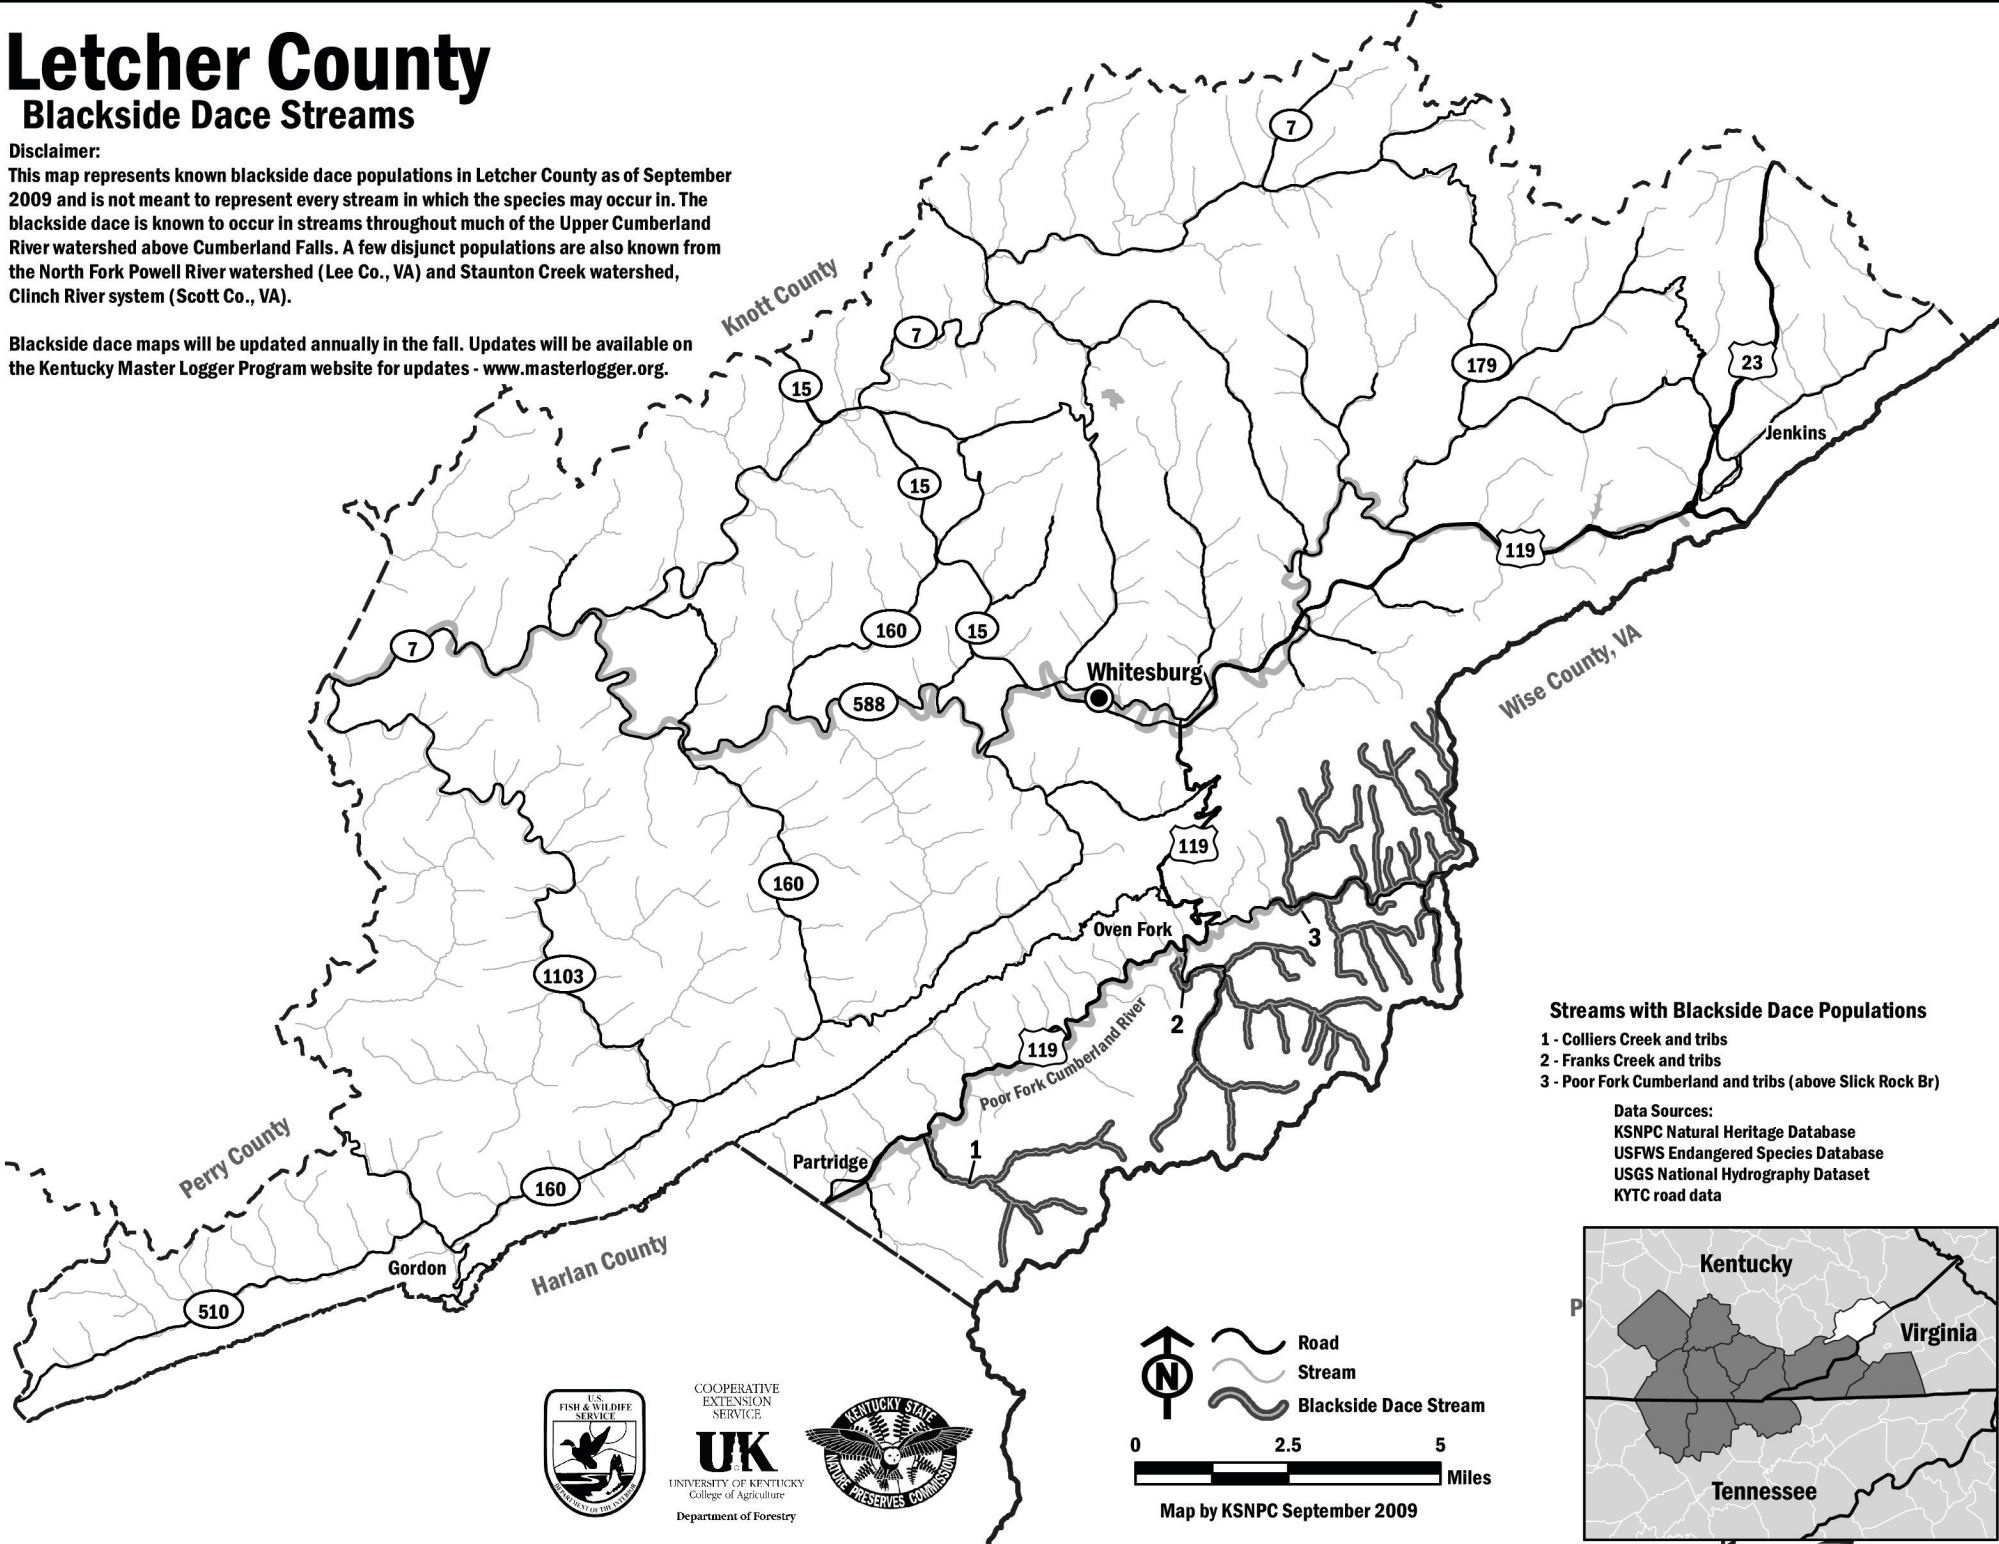 Letcher County
Blackside Dace Streams
Disclaimer:
This map represents known blackside dace populations in Letcher County as of September
2009 and is not meant to represent every stream in which the species may occur in. The
blackside dace is known to occur in streams throughout much of the Upper Cumberland
River watershed above Cumberland Falls. A few disjunct populations are also known from
the North Fork Powell River watershed (Lee Co., VA) and Staunton Creek watershed,
Clinch River system (Scott Co., VA).
Blackside dace maps will be updated annually in the fall. Updates will be available on
the Kentucky Master Logger Program website for updates - www.masterlogger.org.
7
Knott County
7
15
179
23
Jenkins
15
119
7
160
15
Whitesburg
588
Wise County, VA
119
160
Oven Fork
3
1103
2
119
Poor Fork Cumberland River
Streams with Blackside Dace Populations
1 - Colliers Creek and tribs
2 - Franks Creek and tribs
3 - Poor Fork Cumberland and tribs (above Slick Rock Br)
Data Sources:
KSNPC Natural Heritage Database
USFWS Endangered Species Database
USGS National Hydrography Dataset
KYTC road data
Perry County
1
Partridge
160
Harlan County
Gordon
510
P
Kentucky
Virginia
Tennessee
N
Road
Stream
Blackside Dace Stream
0 2.5 5
Miles
Map by KSNPC September 2009
U.S.
FISH & WILDLIFE
SERVICE
DEPARTMENT OF THE INTERIOR
COOPERATIVE
EXTENSION
SERVICE
UK
UNIVERSITY OF KENTUCKY
College of Agriculture
Department of Forestry
KENTUCKY STATE
NATURE PRESERVES COMMISSION